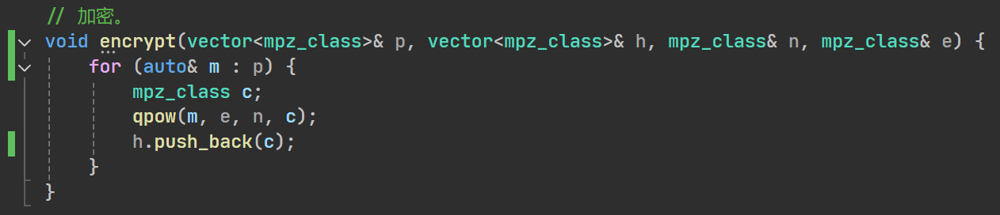 // 加密。
void encrypt(vector<mpz_class>& p, vector<mpz_class>& h, mpz_class& n, mpz_class& e) {
    for (auto& m : p) {
        mpz_class c;
        qpow(m, e, n, c);
        h.push_back(c);
    }
}